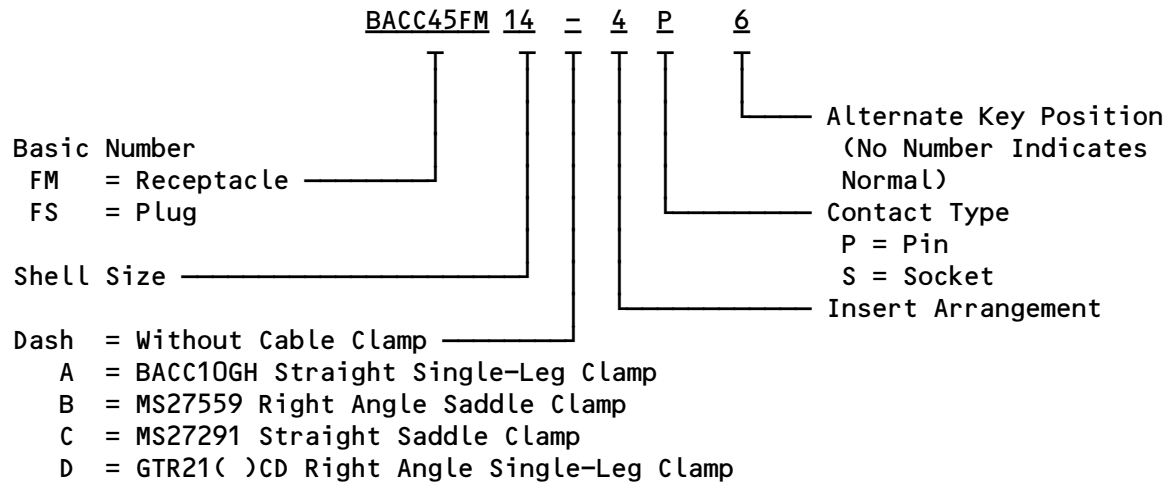 BACC45FM 14 - 4 P 6
Alternate Key Position
(No Number Indicates
Normal)
Basic Number
FM = Receptacle
FS = Plug
Contact Type
P = Pin
S = Socket
Shell Size
Insert Arrangement
Dash = Without Cable Clamp
A = BACC10GH Straight Single-Leg Clamp
B = MS27559 Right Angle Saddle Clamp
C = MS27291 Straight Saddle Clamp
D = GTR21( )CD Right Angle Single-Leg Clamp